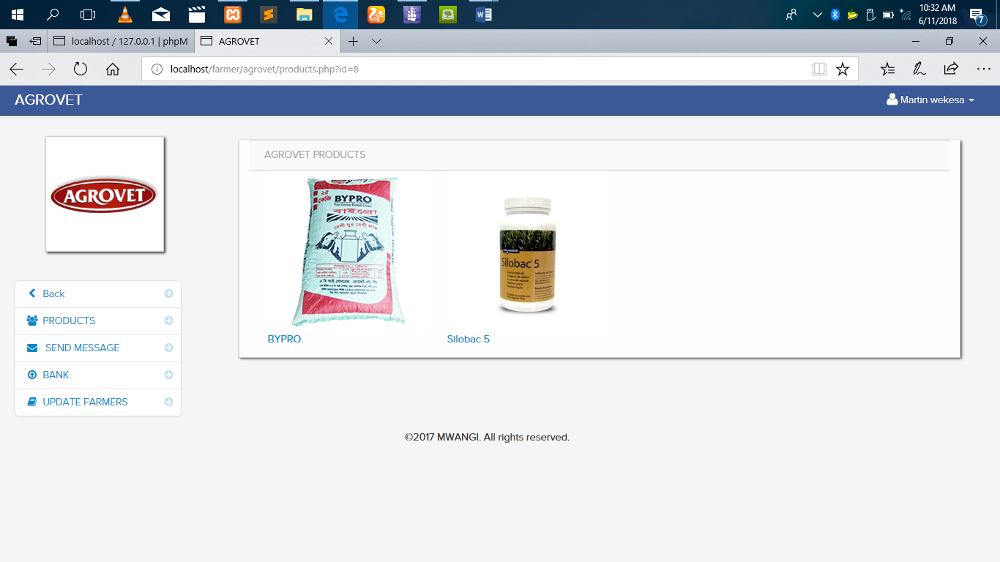 10:32 AM
6/11/2018
7
localhost / 127.0.0.1 | phpM
AGROVET
localhost/farmer/agrovet/products.php?id=8
AGROVET
Martin wekesa
AGROVET
Back
PRODUCTS
SEND MESSAGE
BANK
UPDATE FARMERS
AGROVET PRODUCTS
২৫
কেজি
BYPRO
For Cross Breed Cows
বাইপ্রো
বেশী দুধ বেশী লাভ
BYPRO
Silobac 5
Silobac 5
©2017 MWANGI. All rights reserved.